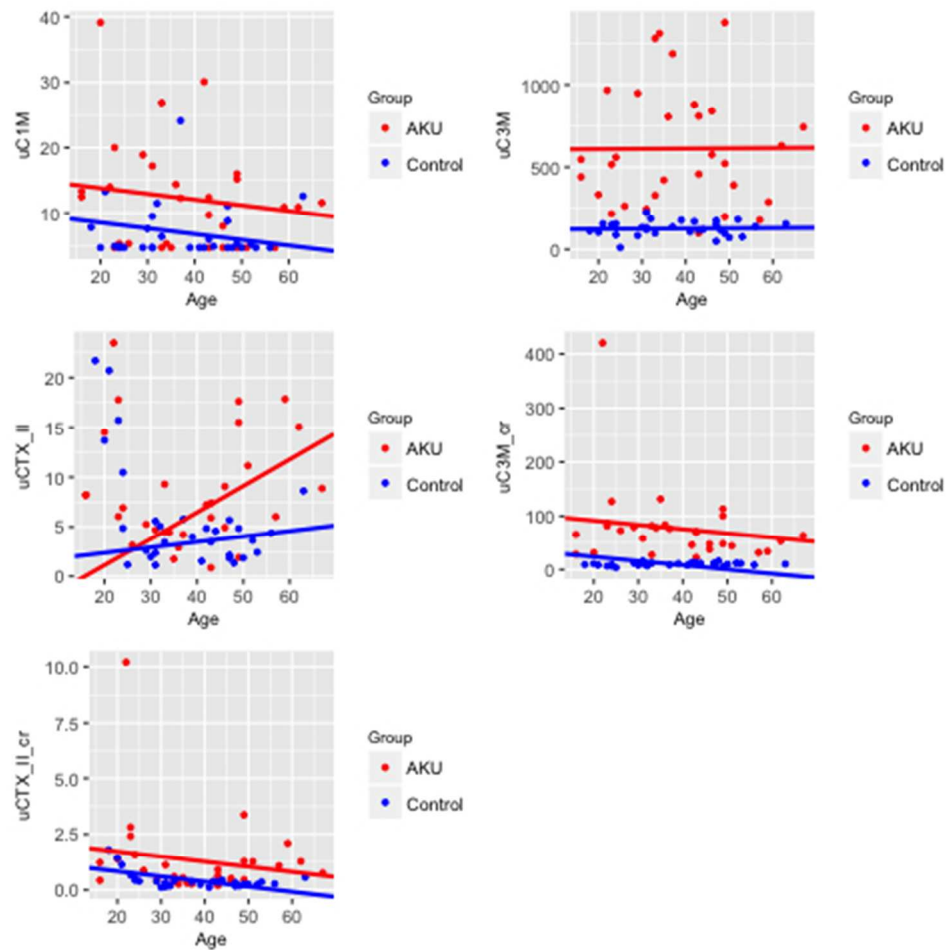 uC1M
40
30
20
10
20 30 40 50 60
Age
Group
AKU
Control
uC3M
1000
500
0
20 30 40 50 60
Age
Group
AKU
Control
uCTX_II
20
15
10
5
0
20 30 40 50 60
Age
Group
AKU
Control
uC3M_cr
400
300
200
100
0
20 30 40 50 60
Age
Group
AKU
Control
uCTX_II_cr
10.0
7.5
5.0
2.5
0.0
20 30 40 50 60
Age
Group
AKU
Control